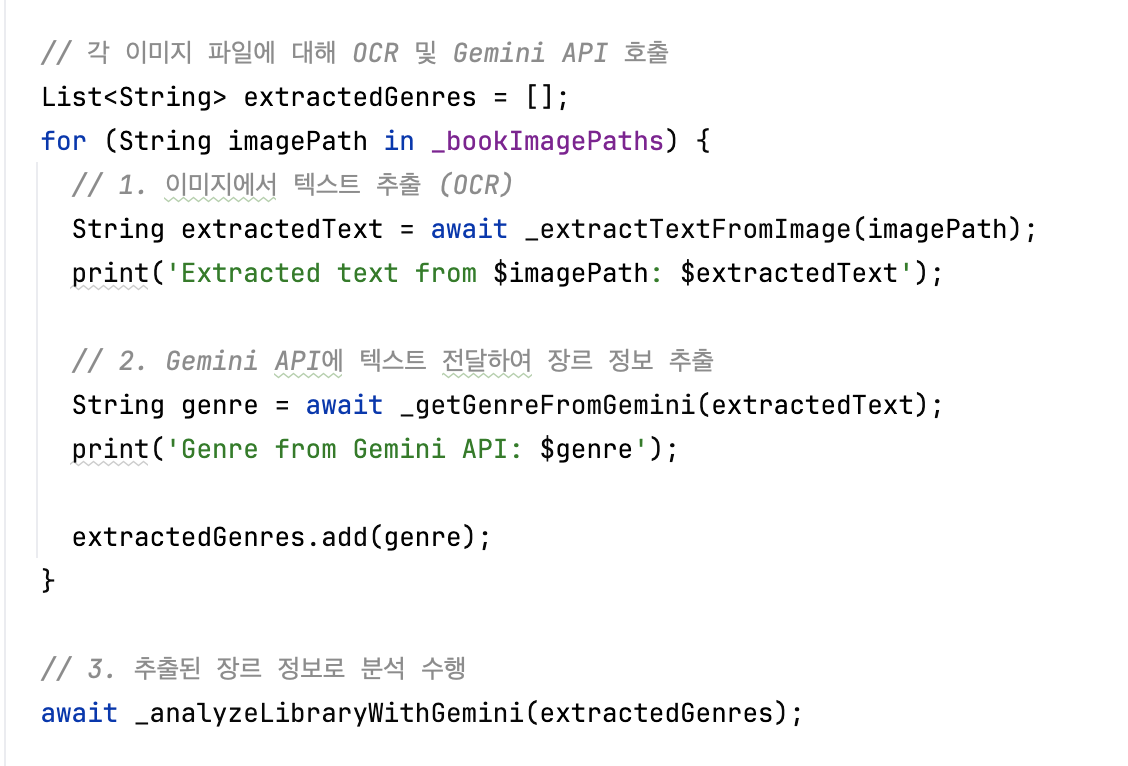 // 각 이미지 파일에 대해 OCR 및 Gemini API 호출
List<String> extractedGenres = [];
for (String imagePath in _bookImagePaths) {
// 1. 이미지에서 텍스트 추출 (OCR)
String extractedText = await _extractTextFromImage(imagePath);
print('Extracted text from $imagePath: $extractedText');
// 2. Gemini API에 텍스트 전달하여 장르 정보 추출
String genre = await _getGenreFromGemini(extractedText);
print('Genre from Gemini API: $genre');
extractedGenres.add(genre);
}
// 3. 추출된 장르 정보로 분석 수행
await _analyzeLibraryWithGemini(extractedGenres);